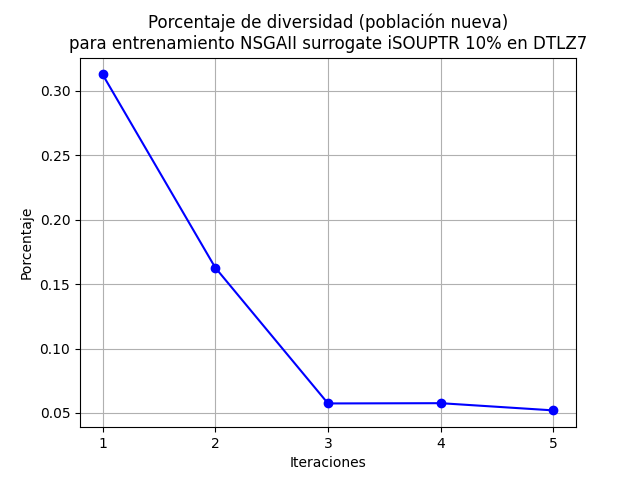 Porcentaje de diversidad (población nueva)
para entrenamiento NSGAII surrogate iSOUPTR 10% en DTLZ7
0.30
0.25
0.20
0.15
0.10
0.05
Porcentaje
1 2 3 4 5
Iteraciones